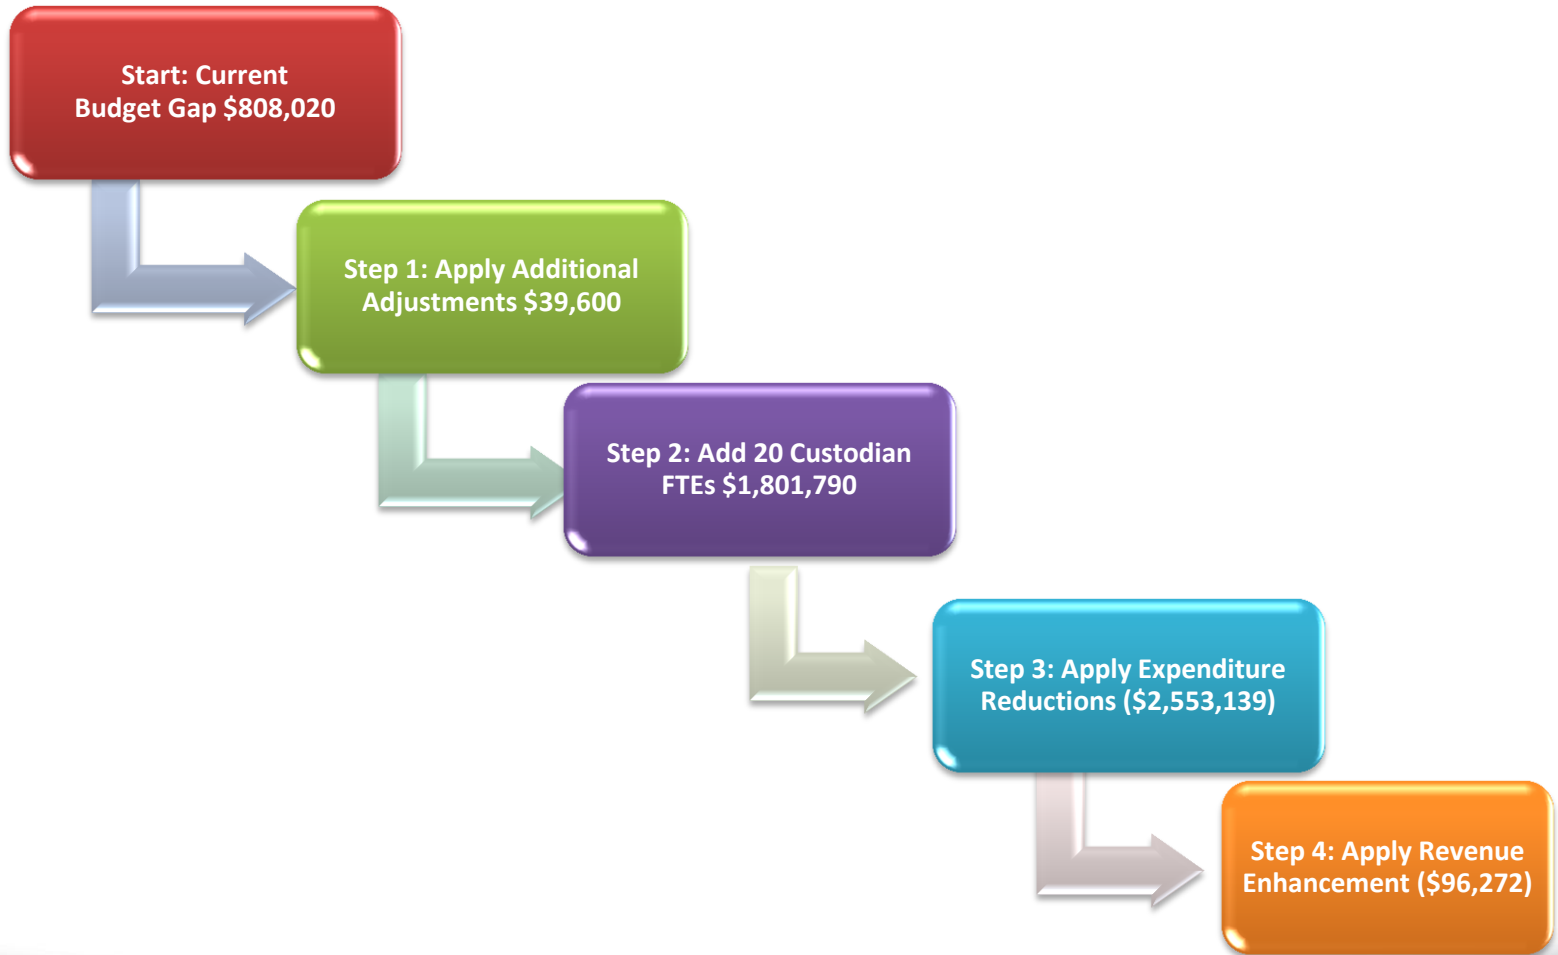 Start: Current
Budget Gap $808,020
Step 1: Apply Additional
Adjustments $39,600
Step 2: Add 20 Custodian
FTEs $1,801,790
Step 3: Apply Expenditure
Reductions ($2,553,139)
Step 4: Apply Revenue
Enhancement ($96,272)